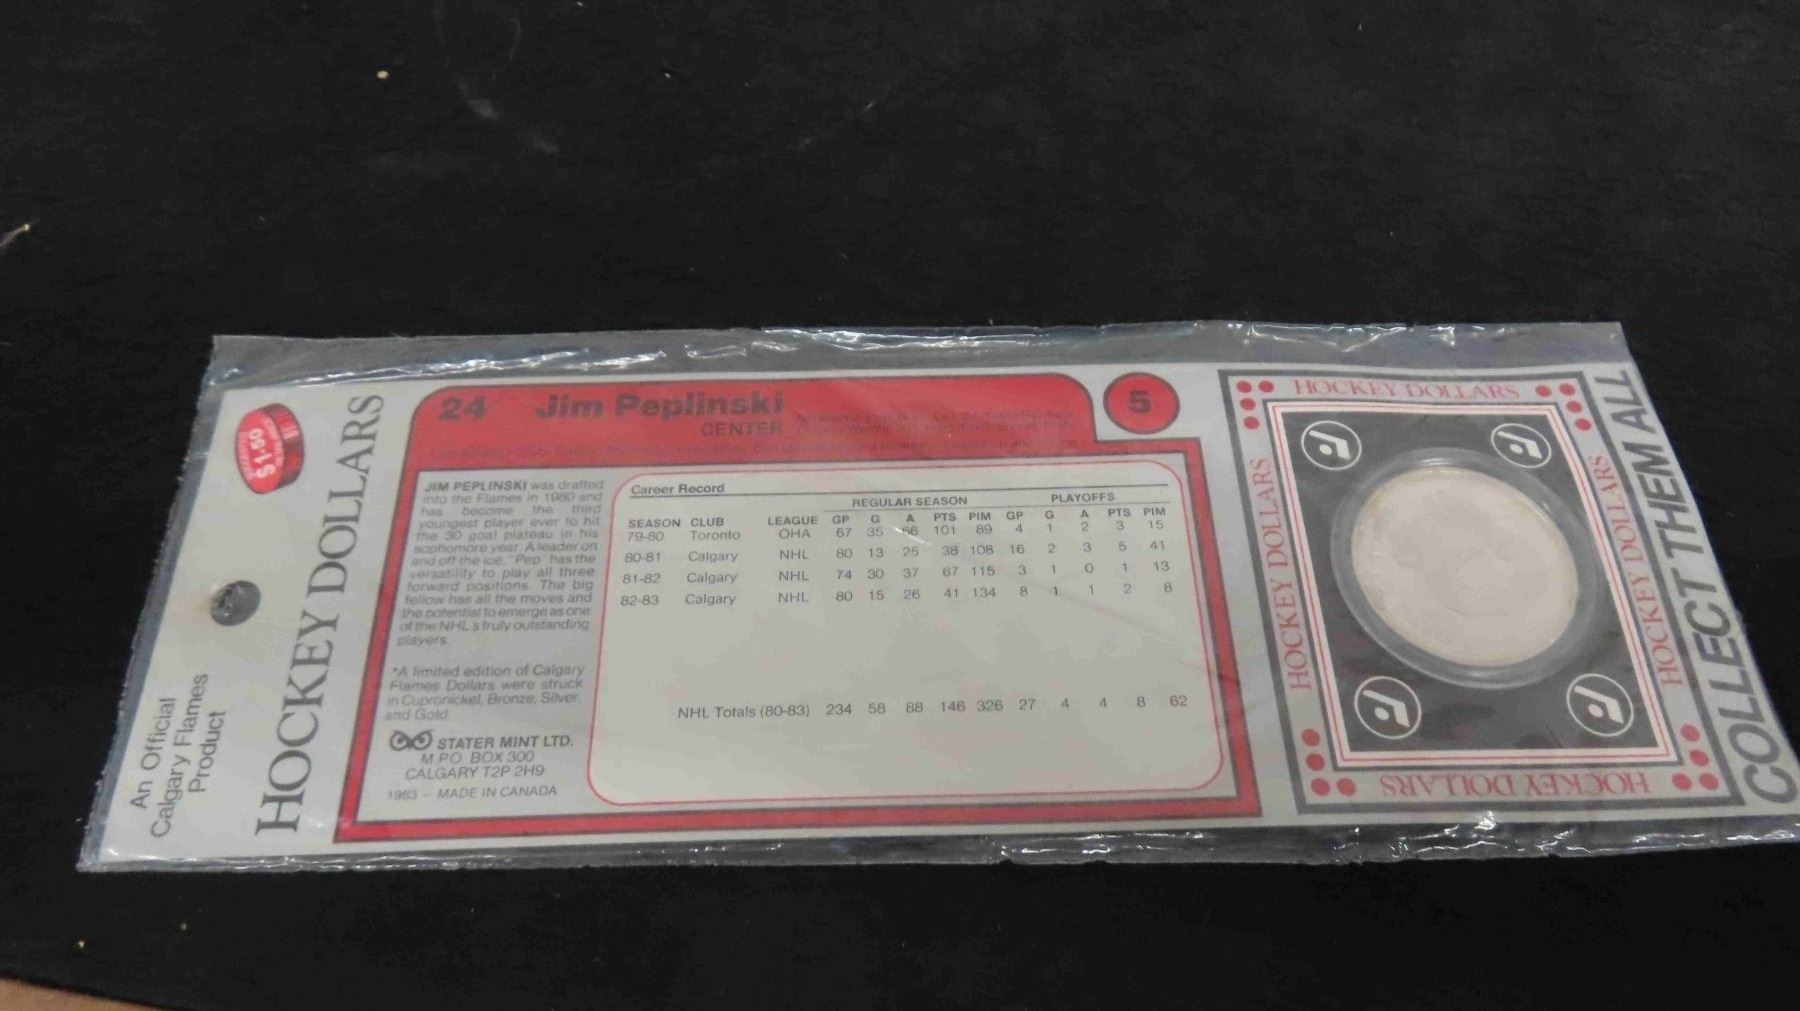 An Official
Calgary Flames
Product
$1.50
HOCKEY DOLLARS
24 Jim Peplinski
CENTER
5
JIM PEPLINSKI was drafted
into the Flames in 1980 and
has become the third
youngest player ever to hit
the 30 goal plateau in his
sophomore year. A leader on
and off the ice, "Pep" has the
versatility to play all three
forward positions. The big
fellow has all the moves and
the potential to emerge as one
of the NHL's truly outstanding
players.
*A limited edition of Calgary
Flames Dollars were struck
in Cupronickel, Bronze, Silver,
and Gold
STATER MINT LTD.
M.P.O. BOX 300
CALGARY T2P 2H9
1983 — MADE IN CANADA
Career Record
REGULAR SEASON PLAYOFFS
SEASON CLUB LEAGUE GP G A PTS PIM GP G A PTS PIM
79-80 Toronto OHA 67 35 66 101 89 4 1 2 3 15
80-81 Calgary NHL 80 13 25 38 108 16 2 3 5 41
81-82 Calgary NHL 74 30 37 67 115 3 1 0 1 13
82-83 Calgary NHL 80 15 26 41 134 8 1 1 2 8
NHL Totals (80-83) 234 58 88 146 326 27 4 4 8 62
HOCKEY DOLLARS
HOCKEY DOLLARS
HOCKEY DOLLARS
HOCKEY DOLLARS
COLLECT THEM ALL